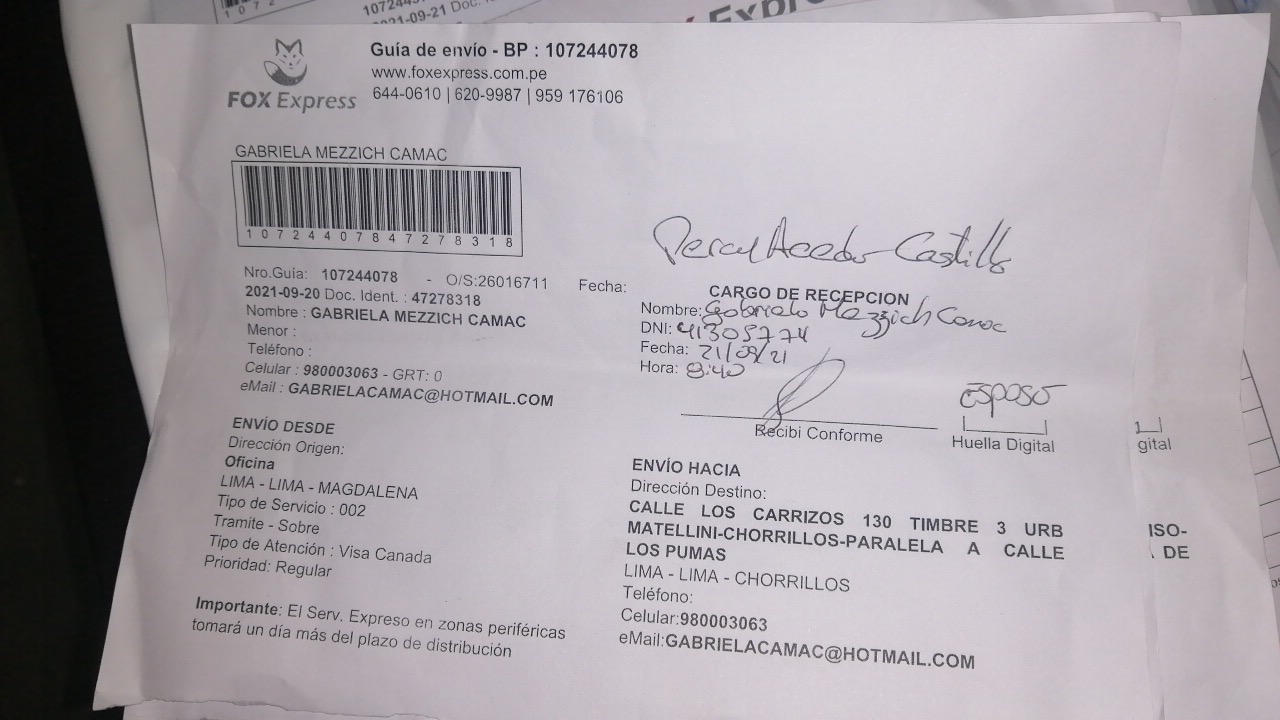 Guía de envío - BP : 107244078
www.foxexpress.com.pe
644-0610 | 620-9987 | 959 176106
FOX Express
GABRIELA MEZZICH CAMAC
10724407847278318
Nro.Guia: 107244078 - O/S:26016711 Fecha:
2021-09-20 Doc. Ident. : 47278318
Nombre : GABRIELA MEZZICH CAMAC
Menor :
Teléfono :
Celular : 980003063 - GRT: 0
eMail : GABRIELACAMAC@HOTMAIL.COM
Castillo
CARGO DE RECEPCION
Nombre: Gabriela Mezzich Camac
DNI: 41305774
Fecha: 21/09/21
Hora: 8:40
Esposo
Recibi Conforme
Huella Digital
gital
ENVÍO DESDE
Dirección Origen:
Oficina
LIMA - LIMA - MAGDALENA
Tipo de Servicio : 002
Tramite - Sobre
Tipo de Atención : Visa Canada
Prioridad: Regular
Importante: El Serv. Expreso en zonas periféricas
tomará un día más del plazo de distribución
ENVÍO HACIA
Dirección Destino:
CALLE LOS CARRIZOS 130 TIMBRE 3 URB
MATELLINI-CHORRILLOS-PARALELA A CALLE
LOS PUMAS
LIMA - LIMA - CHORRILLOS
Teléfono:
Celular:980003063
eMail:GABRIELACAMAC@HOTMAIL.COM
ISO-
DE